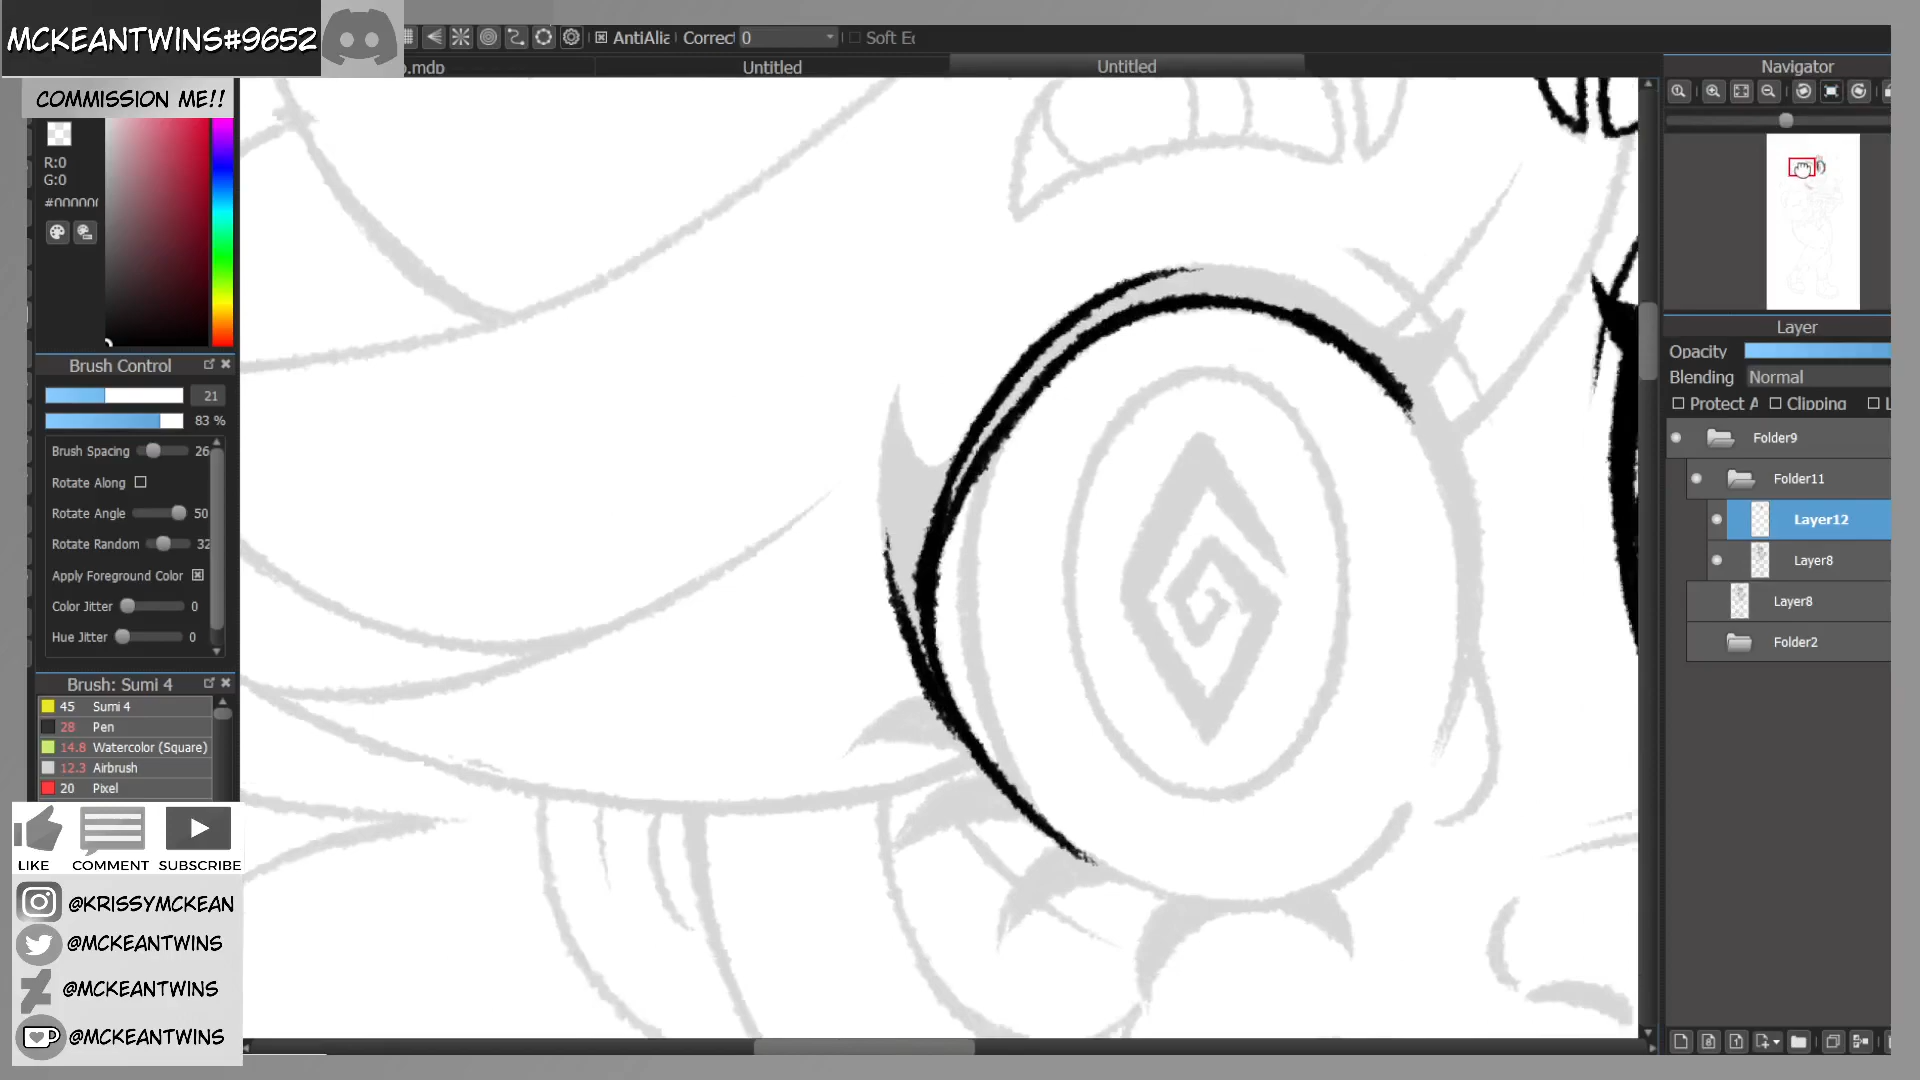 MCKEANTWINS#9652
COMMISSION ME!!
AntiAlia
Correct 0
Soft Ec
.mdp
Untitled
Untitled
Navigator
R:0
G:0
#000000
Brush Control
21
83 %
Brush Spacing 26
Rotate Along
Rotate Angle 50
Rotate Random 32
Apply Foreground Color
Color Jitter 0
Hue Jitter 0
Brush: Sumi 4
45 Sumi 4
28 Pen
14.8 Watercolor (Square)
12.3 Airbrush
20 Pixel
LIKE COMMENT SUBSCRIBE
@KRISSYMCKEAN
@MCKEANTWINS
@MCKEANTWINS
@MCKEANTWINS
Layer
Opacity
Blending Normal
Protect A
Clipping
L
Folder9
Folder11
Layer12
Layer8
Layer8
Folder2